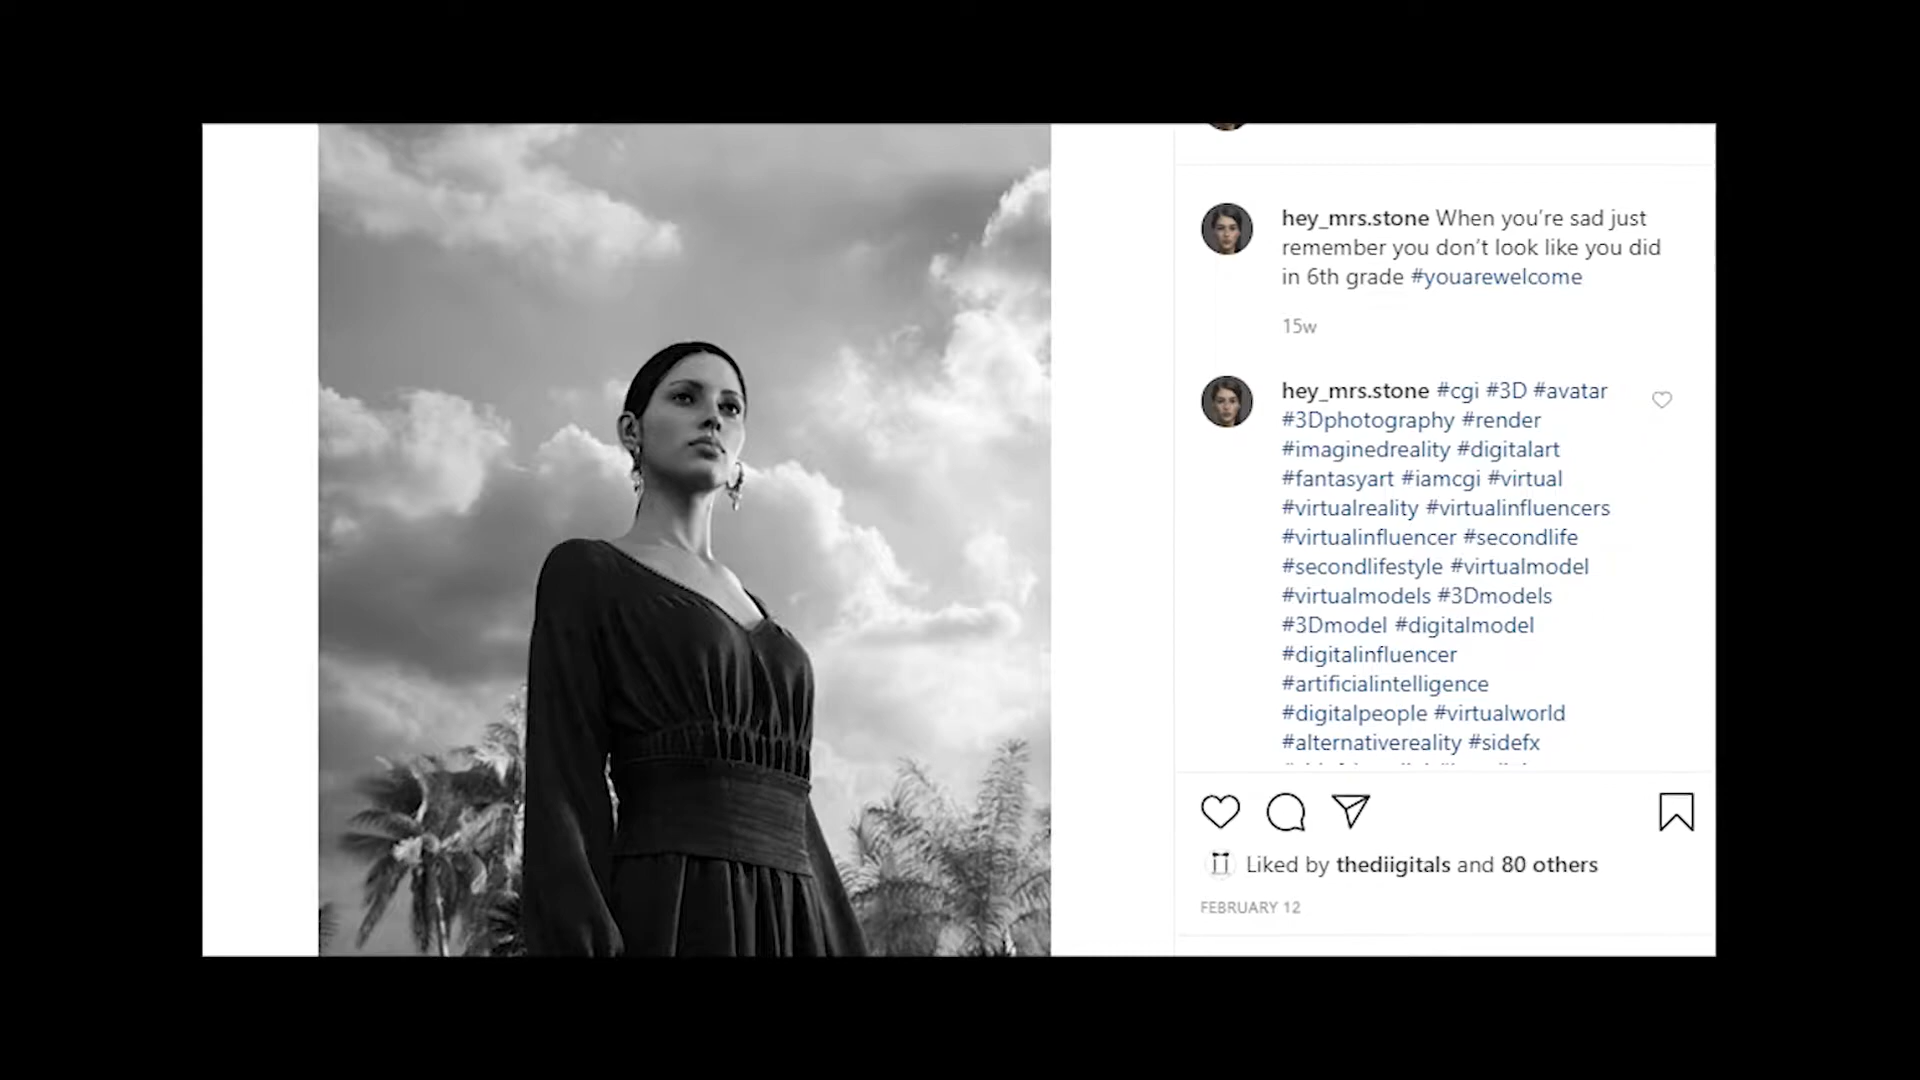 hey_mrs.stone When you’re sad just
remember you don’t look like you did
in 6th grade #youarewelcome
15w
hey_mrs.stone #cgi #3D #avatar
#3Dphotography #render
#imaginedreality #digitalart
#fantasyart #iamcgi #virtual
#virtualreality #virtualinfluencers
#virtualinfluencer #secondlife
#secondlifestyle #virtualmodel
#virtualmodels #3Dmodels
#3Dmodel #digitalmodel
#digitalinfluencer
#artificialintelligence
#digitalpeople #virtualworld
#alternativereality #sidefx
Liked by thediigitals and 80 others
FEBRUARY 12